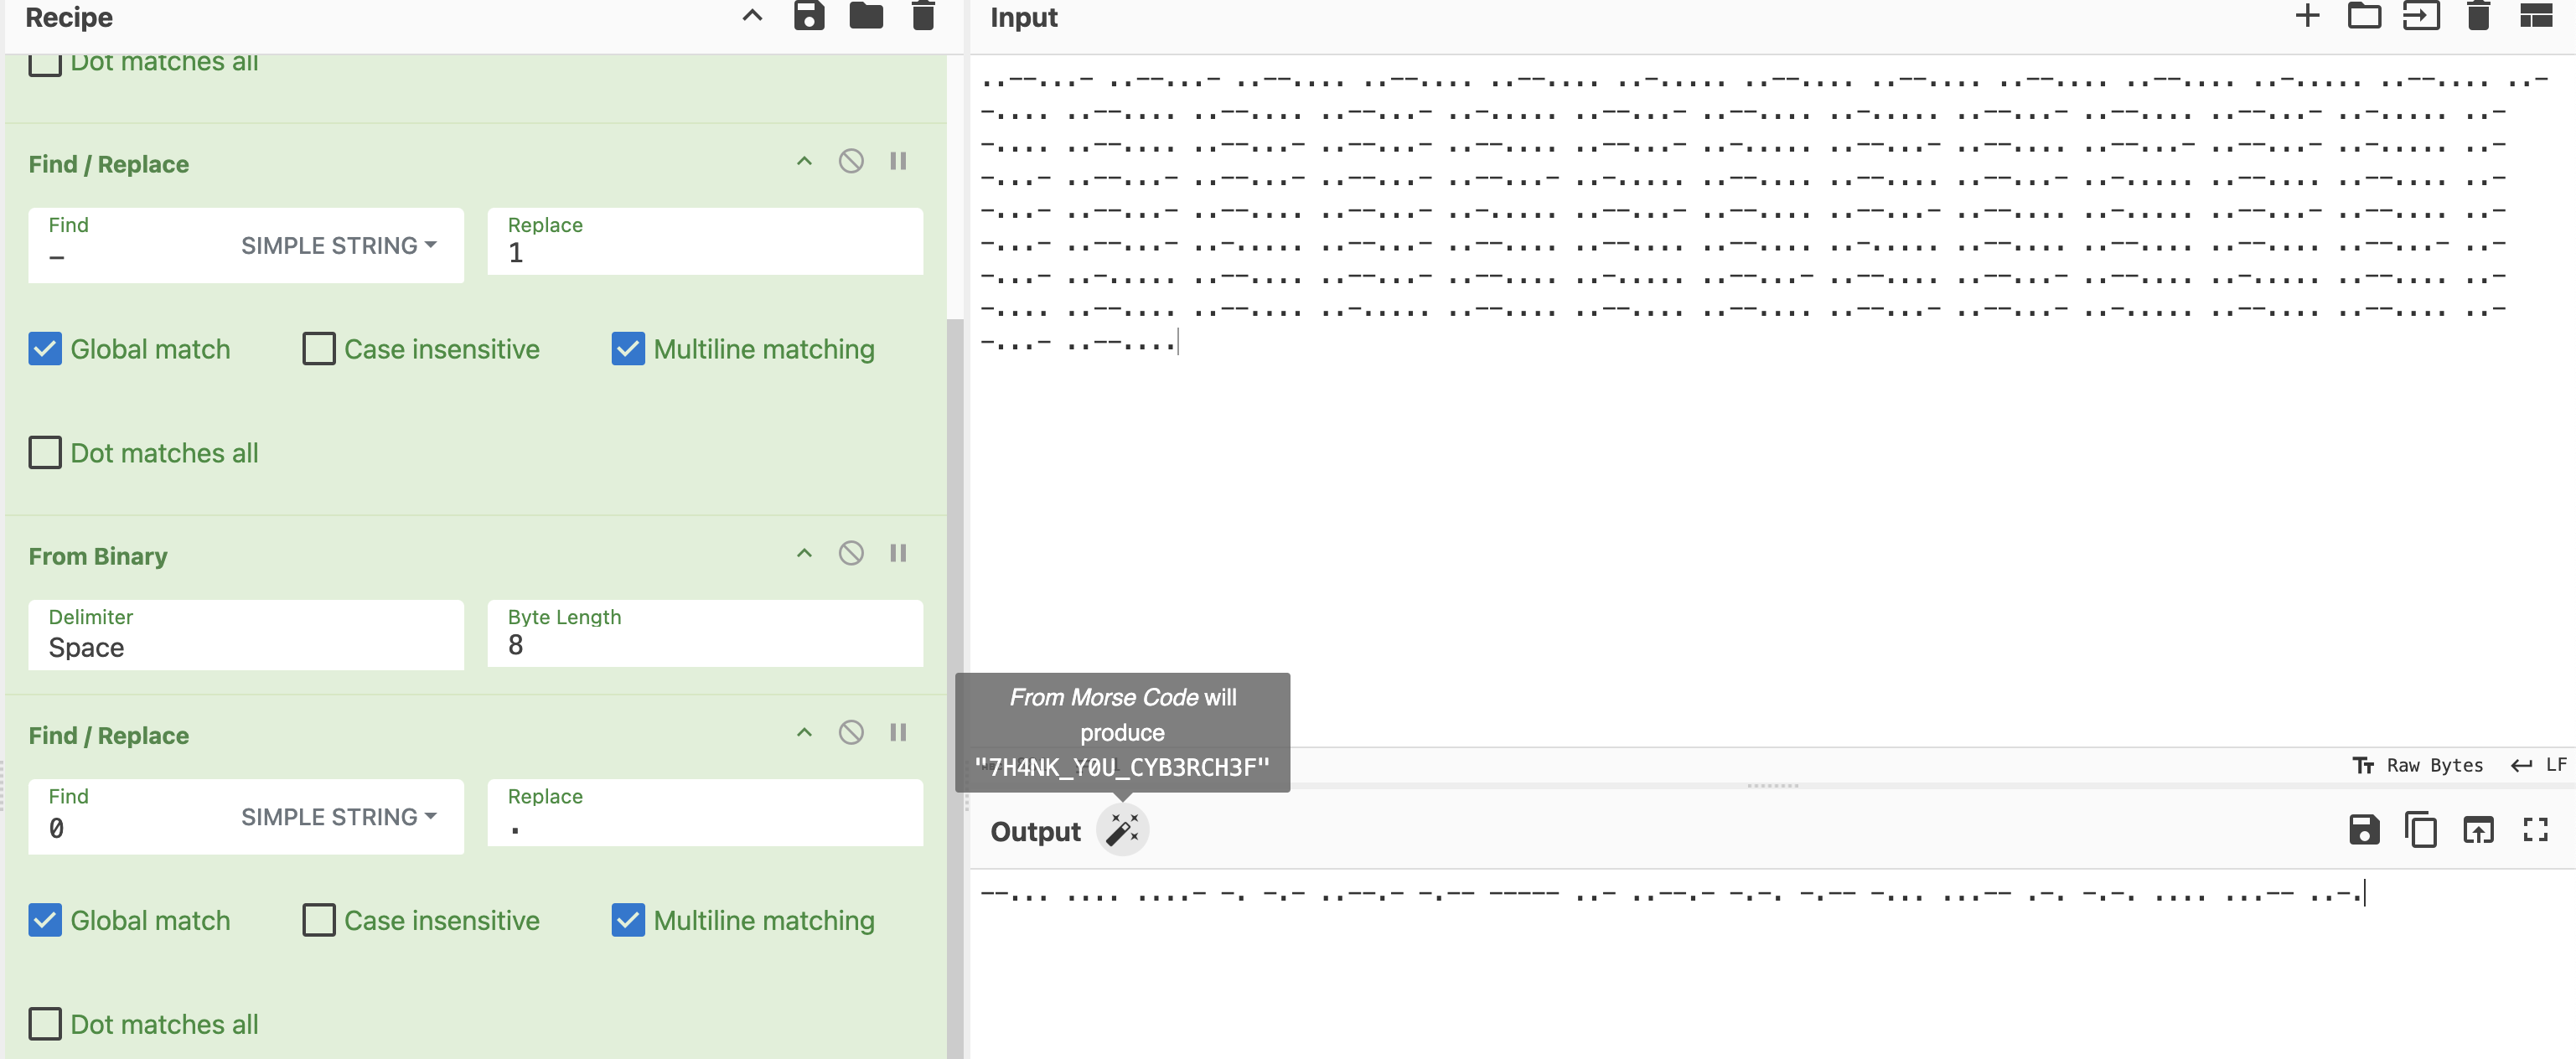 Recipe
Dot matches all
Find / Replace
Find
SIMPLE STRING
-
Replace
1
Global match
Case insensitive
Multiline matching
Dot matches all
From Binary
Delimiter
Space
Byte Length
8
Find / Replace
Find
SIMPLE STRING
0
Replace
.
Global match
Case insensitive
Multiline matching
Dot matches all
Input
..--...- ..--...- ..--.... ..--.... ..--.... ..-..... ..--.... ..--.... ..--.... ..--.... ..-..... ..--.... ..-
-.... ..--.... ..--.... ..--...- ..-..... ..--...- ..--.... ..-..... ..--...- ..--.... ..--...- ..-..... ..-
-.... ..--.... ..--...- ..--...- ..--.... ..--...- ..-..... ..--...- ..--.... ..--...- ..--...- ..-..... ..-
-...- ..--...- ..--...- ..--...- ..--...- ..-..... ..--.... ..--.... ..--...- ..-..... ..--.... ..--.... ..-
-...- ..--...- ..--.... ..--...- ..-..... ..--...- ..--.... ..--...- ..--.... ..-..... ..--...- ..--.... ..-
-...- ..--...- ..-..... ..--...- ..--.... ..--.... ..--.... ..-..... ..--.... ..--.... ..--.... ..--...- ..-
-...- ..-..... ..--.... ..--...- ..--.... ..-..... ..--...- ..--.... ..--...- ..--.... ..-..... ..--.... ..-
-.... ..--.... ..--.... ..-..... ..--.... ..--.... ..--.... ..--...- ..--...- ..-..... ..--.... ..--.... ..-
-...- ..--....
From Morse Code will
produce
"7H4NK_Y0U_CYB3RCH3F"
Raw Bytes
LF
Output
--... .... ....- -. -.- ..--.- -.-- ----- ..- ..--.- -.-. -.-- -... ...-- .-. -.-. .... ...-- ..-.